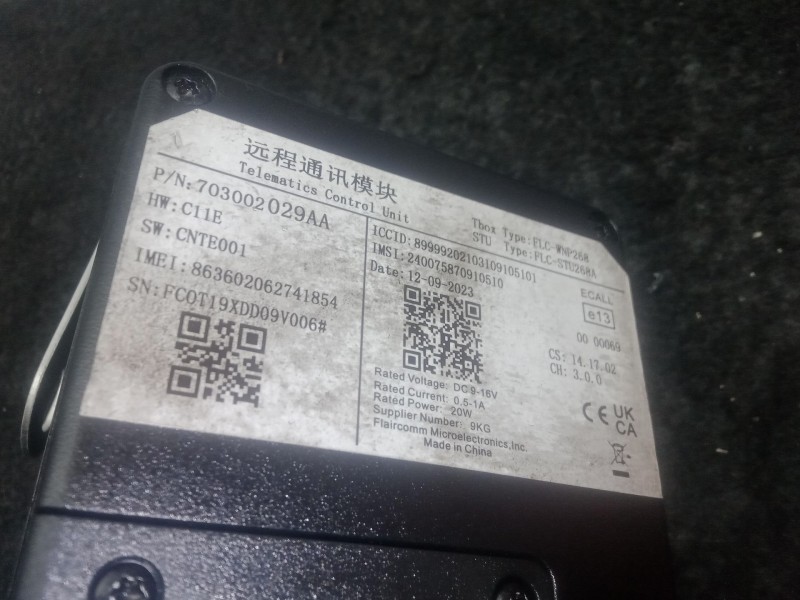 远程通讯模块
Telematics Control Unit
Tbox Type: FLC-WNP268
STU Type: FLC-STU268A
P/N: 703002029AA
HW: C11E
SW: CNTE001
IMEI: 863602062741854
SN: FCOT19XDD09V006#
ICCID: 89999202103109105101
IMSI: 240075870910510
Date: 12-09-2023
Rated Voltage: DC 9-16V
Rated Current: 0.5-1A
Rated Power: 20W
Supplier Number: 9KG
Flaircomm Microelectronics,Inc.
Made in China
ECALL
e13
00 00069
CS: 14.17.02
CH: 3.0.0
CE UK
CA